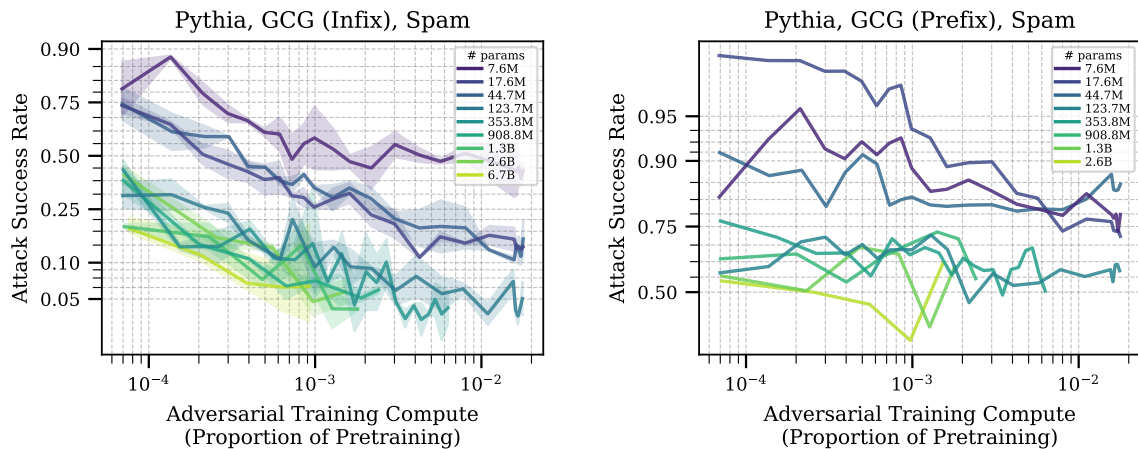 Pythia, GCG (Infix), Spam
Attack Success Rate
0.90
0.75
0.50
0.25
0.10
0.05
# params
7.6M
17.6M
44.7M
123.7M
353.8M
908.8M
1.3B
2.6B
6.7B
10⁻⁴
10⁻³
10⁻²
Adversarial Training Compute
(Proportion of Pretraining)
Pythia, GCG (Prefix), Spam
Attack Success Rate
0.95
0.90
0.75
0.50
# params
7.6M
17.6M
44.7M
123.7M
353.8M
908.8M
1.3B
2.6B
10⁻⁴
10⁻³
10⁻²
Adversarial Training Compute
(Proportion of Pretraining)